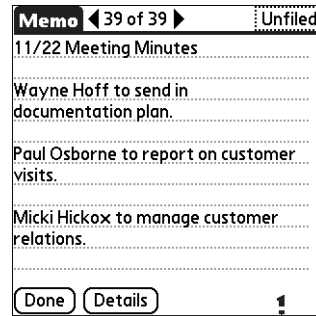 Memo 39 of 39 Unfiled
11/22 Meeting Minutes
Wayne Hoff to send in
documentation plan.
Paul Osborne to report on customer
visits.
Micki Hickox to manage customer
relations.
Done Details